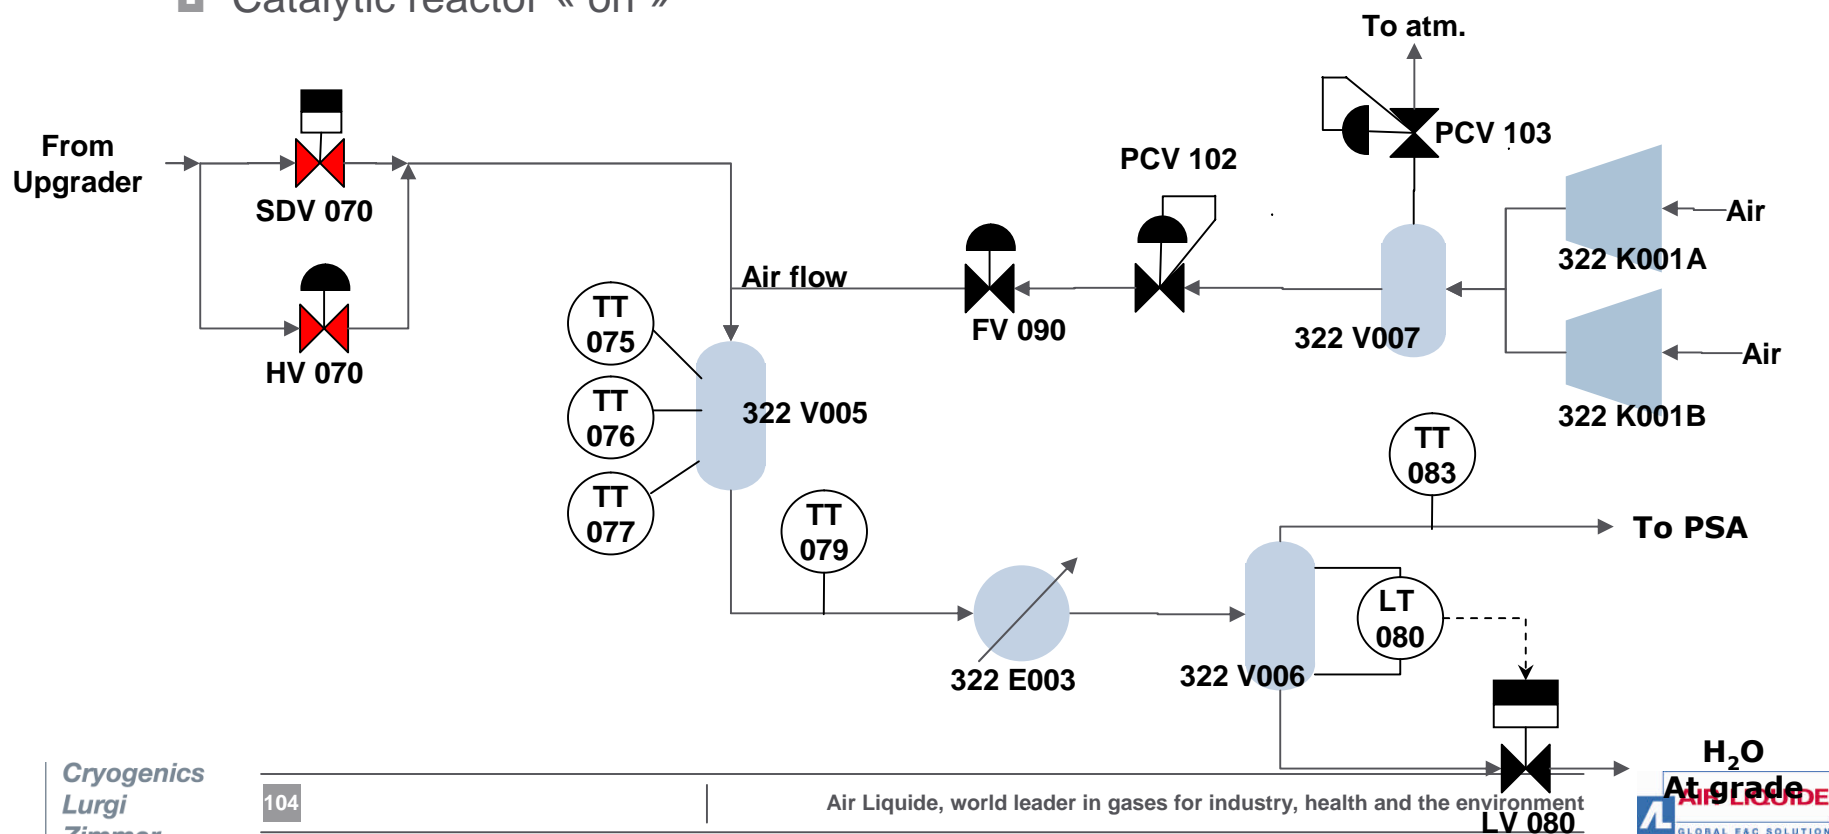 Catalytic reactor « on »
To atm.
PCV 103
From
Upgrader
SDV 070
HV 070
PCV 102
Air
322 K001A
Air flow
FV 090
322 V007
Air
322 K001B
TT
075
TT
076
TT
077
322 V005
TT
083
TT
079
To PSA
LT
080
322 E003
322 V006
H₂O
At grade
LV 080
Cryogenics
Lurgi
Zimmer
104
Air Liquide, world leader in gases for industry, health and the environment
AIR LIQUIDE
GLOBAL E&C SOLUTION